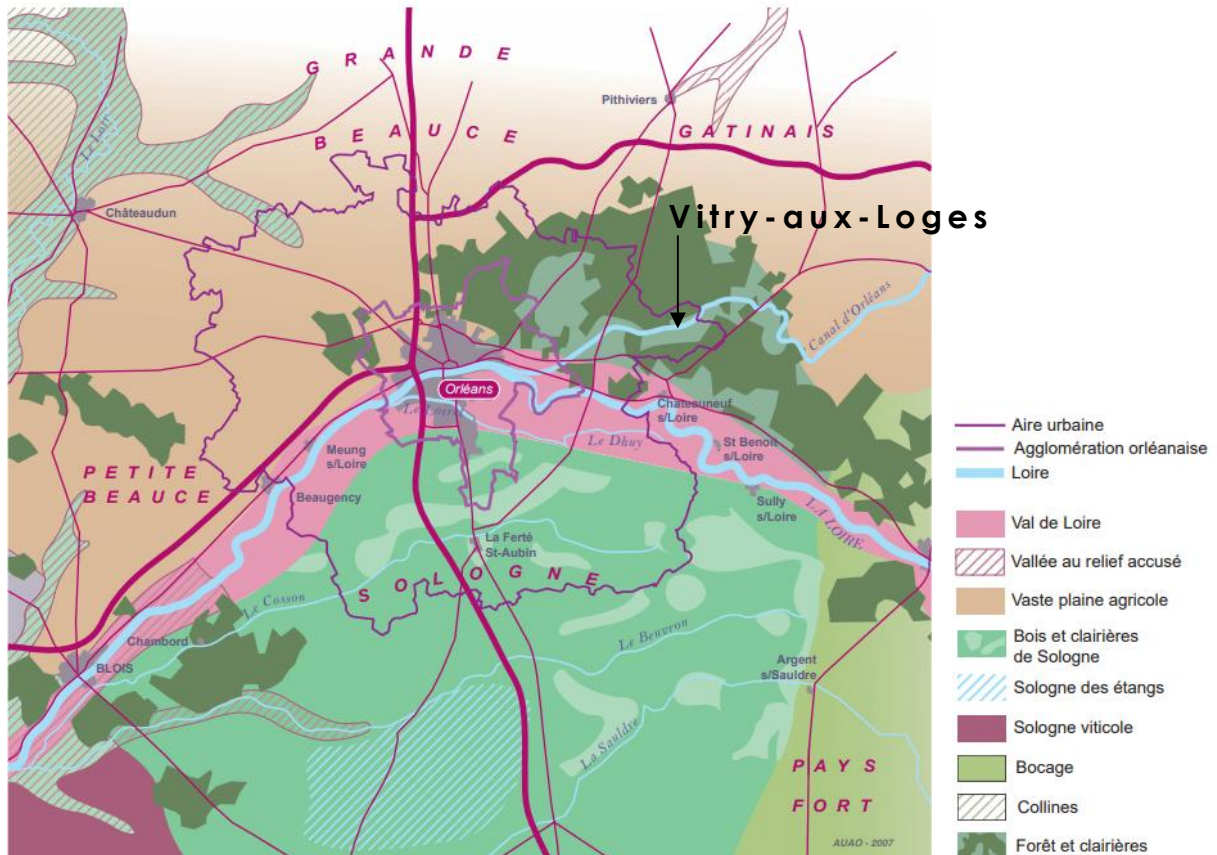 GRANDE
BEAUCE
Pithiviers
GATINAIS
Le Loir
Châteaudun
Vitry-aux-Loges
Canal d'Orléans
Orléans
Le Loiret
Châteauneuf
s/Loire
Le Dhuy
St Benoit
s/Loire
Meung
s/Loire
PETITE
BEAUCE
Beaugency
Sully
s/Loire
LA LOIRE
La Ferté
St-Aubin
SOLOGNE
Le Cosson
Chambord
Le Beuvron
BLOIS
Argent
s/Sauldre
La Sauldre
PAYS
FORT
AUAO - 2007
Aire urbaine
Agglomération orléanaise
Loire
Val de Loire
Vallée au relief accusé
Vaste plaine agricole
Bois et clairières
de Sologne
Sologne des étangs
Sologne viticole
Bocage
Collines
Forêt et clairières